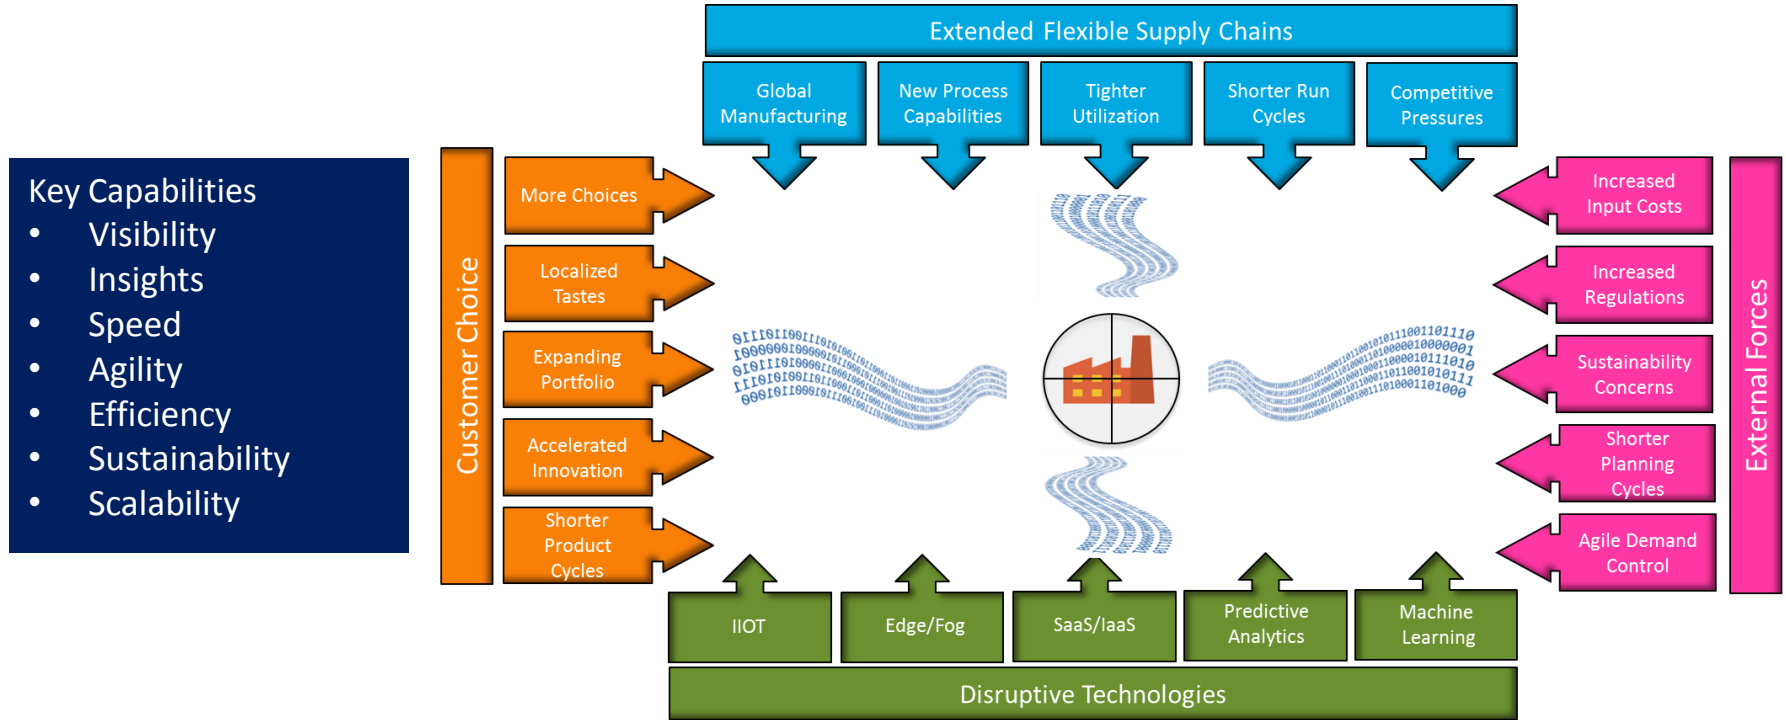 Extended Flexible Supply Chains
Global
Manufacturing
New Process
Capabilities
Tighter
Utilization
Shorter Run
Cycles
Competitive
Pressures
Key Capabilities
• Visibility
• Insights
• Speed
• Agility
• Efficiency
• Sustainability
• Scalability
Customer Choice
More Choices
Localized
Tastes
Expanding
Portfolio
Accelerated
Innovation
Shorter
Product
Cycles
Increased
Input Costs
Increased
Regulations
Sustainability
Concerns
Shorter
Planning
Cycles
Agile Demand
Control
External Forces
IIOT
Edge/Fog
SaaS/IaaS
Predictive
Analytics
Machine
Learning
Disruptive Technologies